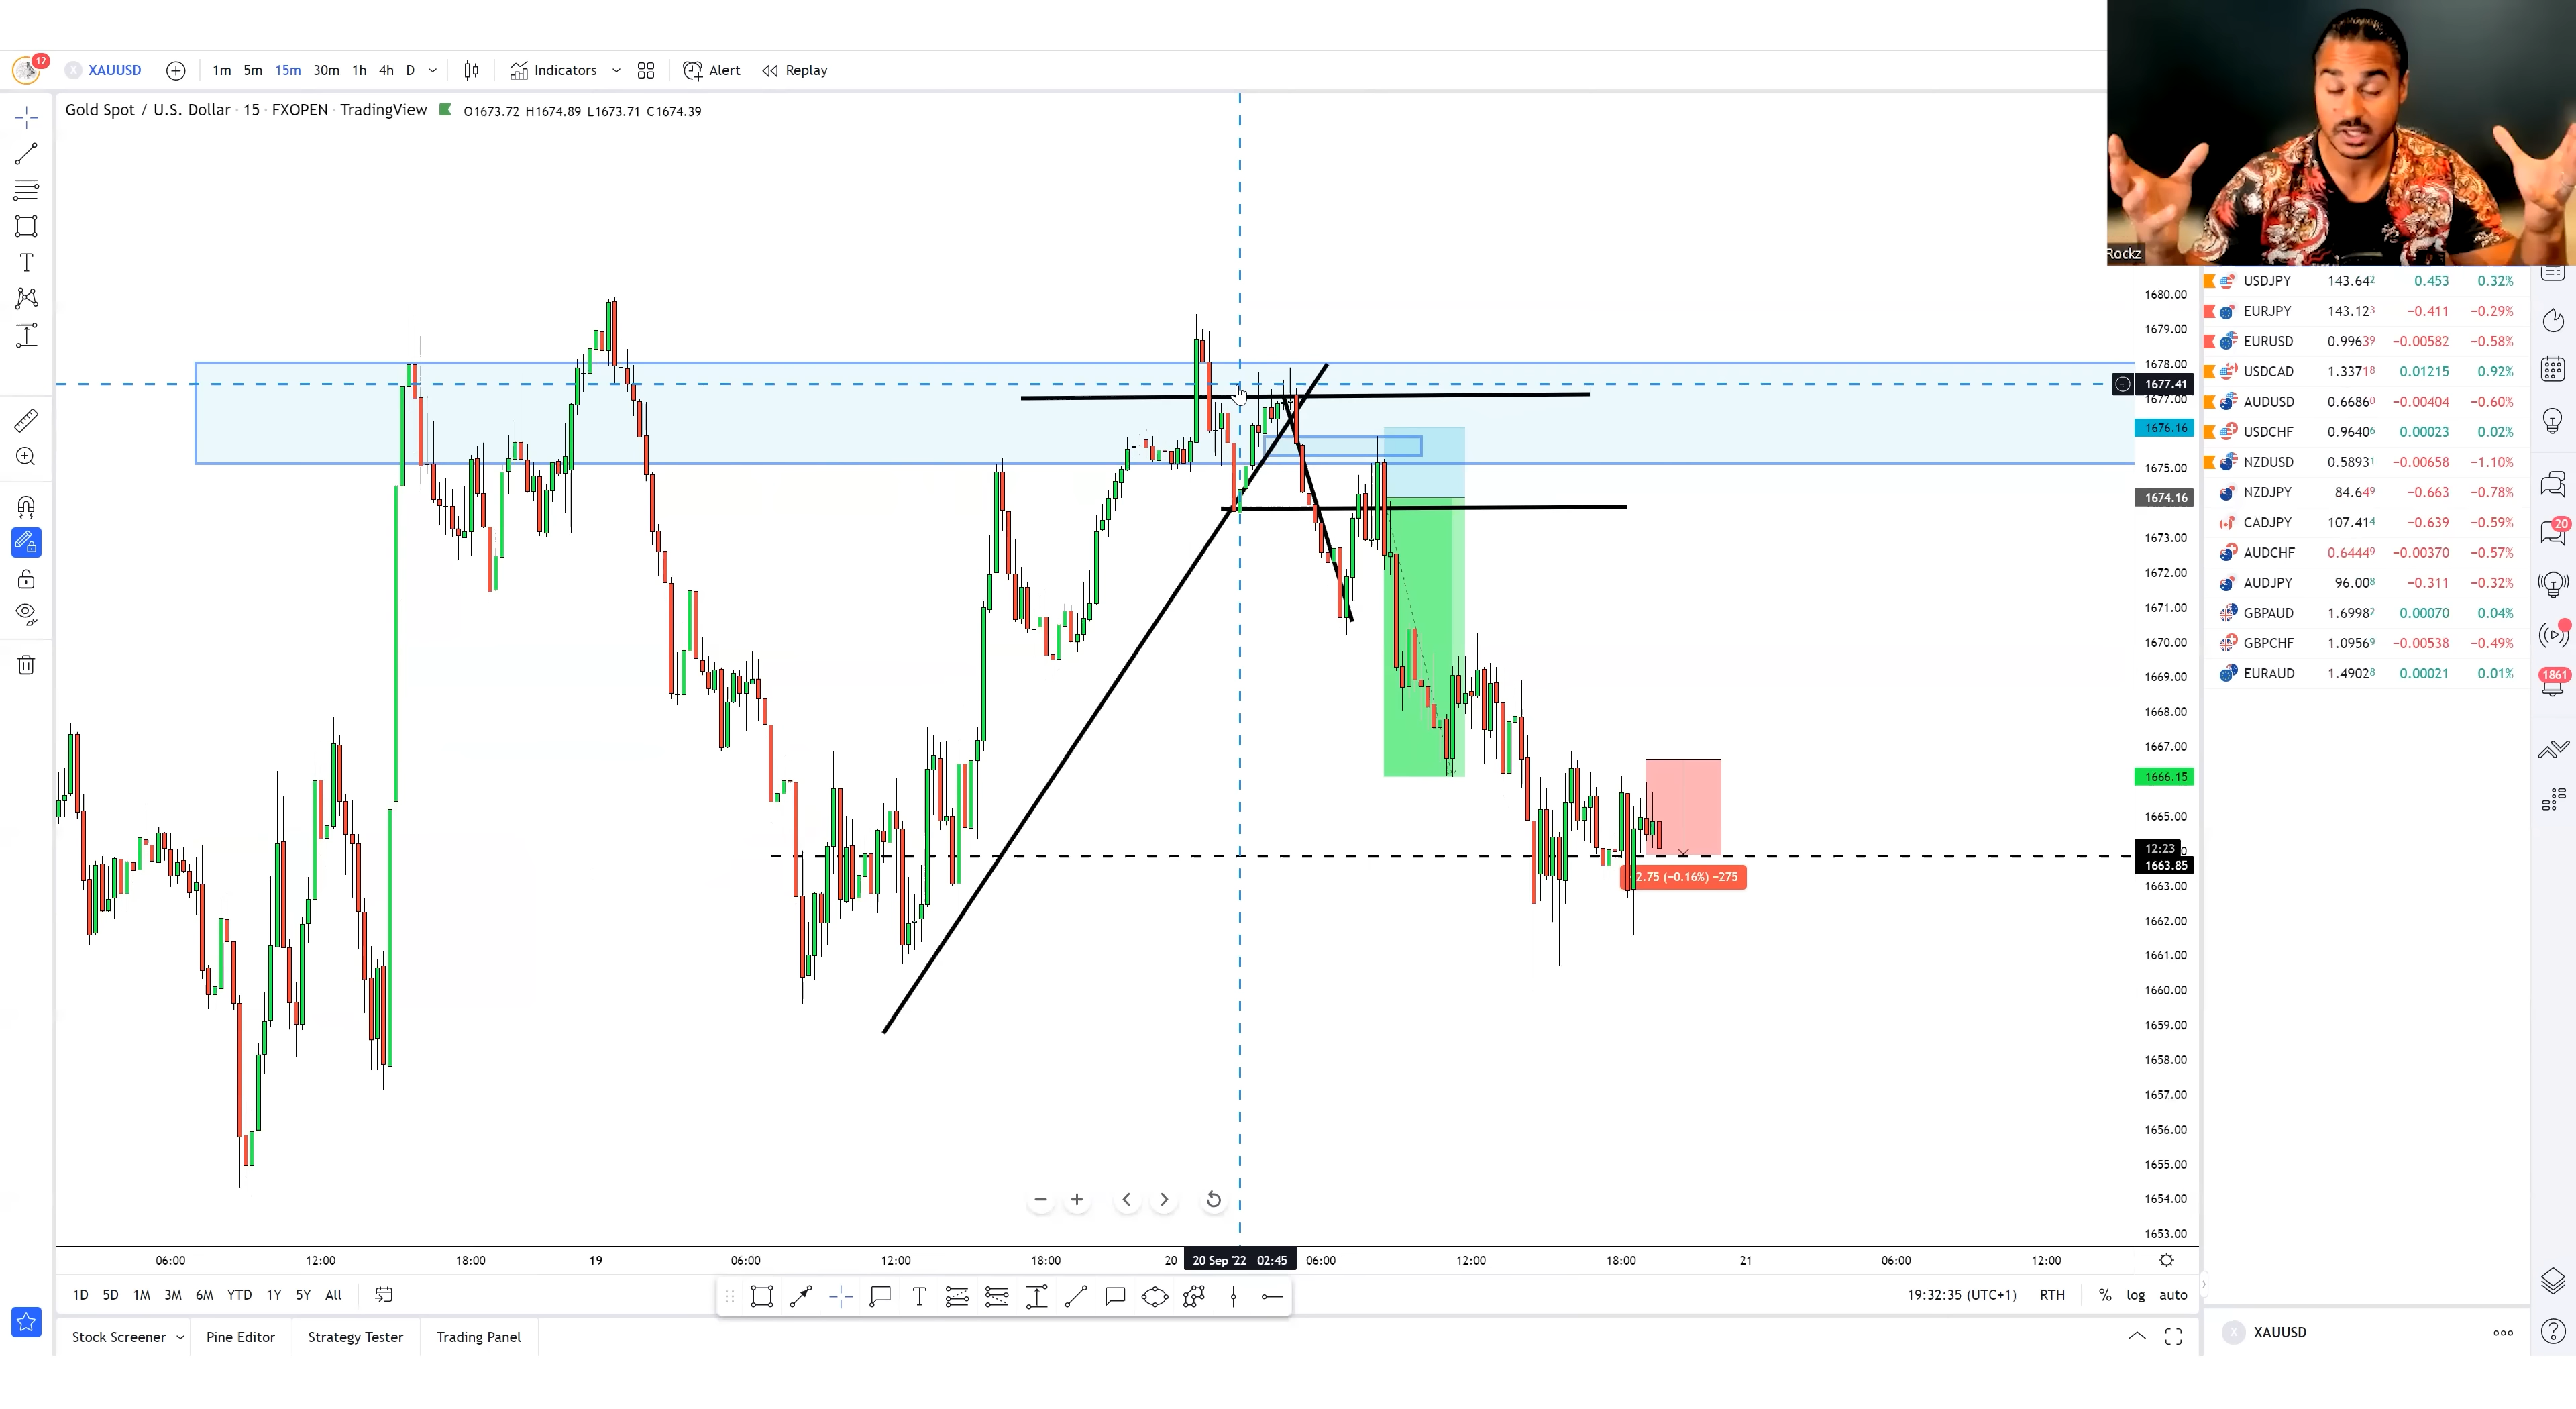 12
XAUUSD 1m 5m 15m 30m 1h 4h D Indicators Alert Replay
Gold Spot / U.S. Dollar · 15 · FXOPEN · TradingView O1673.72 H1674.89 L1673.71 C1674.39
Rockz
1680.00
1679.00
1678.00
1677.41
1677.00
1676.16
1675.00
1674.16
1673.00
1672.00
1671.00
1670.00
1669.00
1668.00
1667.00
1666.15
1665.00
12:23
1663.85
1663.00
1662.00
1661.00
1660.00
1659.00
1658.00
1657.00
1656.00
1655.00
1654.00
1653.00
2.75 (−0.16%) −275
USDJPY 143.642 0.453 0.32%
EURJPY 143.123 −0.411 −0.29%
EURUSD 0.99639 −0.00582 −0.58%
USDCAD 1.33718 0.01215 0.92%
AUDUSD 0.66860 −0.00404 −0.60%
USDCHF 0.96406 0.00023 0.02%
NZDUSD 0.58931 −0.00658 −1.10%
NZDJPY 84.649 −0.663 −0.78%
CADJPY 107.414 −0.639 −0.59%
AUDCHF 0.64449 −0.00370 −0.57%
AUDJPY 96.008 −0.311 −0.32%
GBPAUD 1.69982 0.00070 0.04%
GBPCHF 1.09569 −0.00538 −0.49%
EURAUD 1.49028 0.00021 0.01%
20
1861
06:00 12:00 18:00 19 06:00 12:00 18:00 20 20 Sep '22 02:45 06:00 12:00 18:00 21 06:00 12:00
1D 5D 1M 3M 6M YTD 1Y 5Y All T 19:32:35 (UTC+1) RTH % log auto
Stock Screener Pine Editor Strategy Tester Trading Panel
XAUUSD